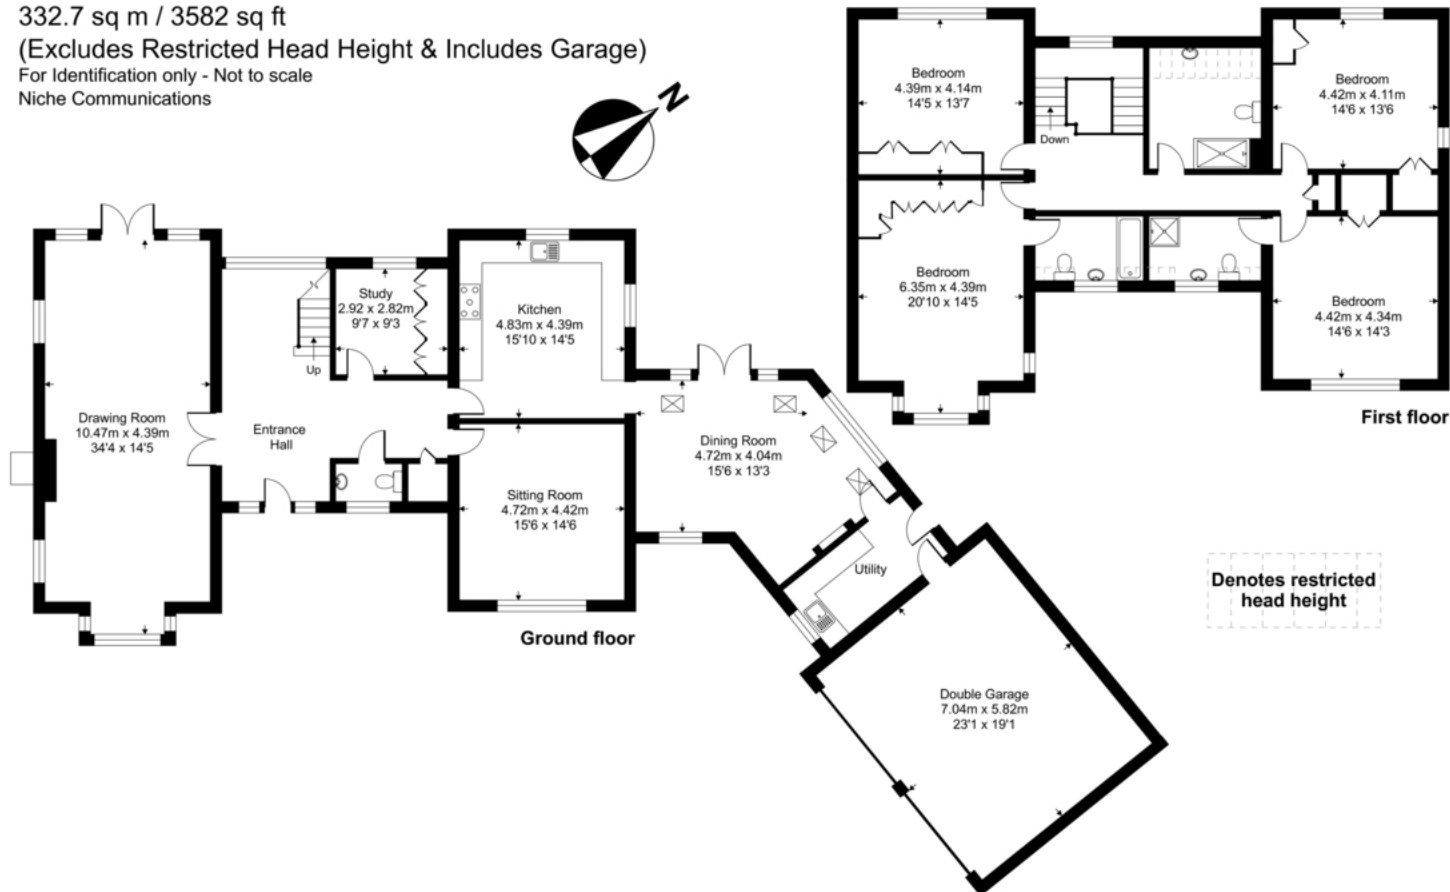 332.7 sq m / 3582 sq ft
(Excludes Restricted Head Height & Includes Garage)
For Identification only - Not to scale
Niche Communications
N
Drawing Room
10.47m x 4.39m
34'4 x 14'5
Entrance
Hall
Up
Study
2.92 x 2.82m
9'7 x 9'3
Kitchen
4.83m x 4.39m
15'10 x 14'5
Sitting Room
4.72m x 4.42m
15'6 x 14'6
Dining Room
4.72m x 4.04m
15'6 x 13'3
Utility
Double Garage
7.04m x 5.82m
23'1 x 19'1
Ground floor
Bedroom
4.39m x 4.14m
14'5 x 13'7
Down
Bedroom
4.42m x 4.11m
14'6 x 13'6
Bedroom
6.35m x 4.39m
20'10 x 14'5
Bedroom
4.42m x 4.34m
14'6 x 14'3
First floor
Denotes restricted
head height